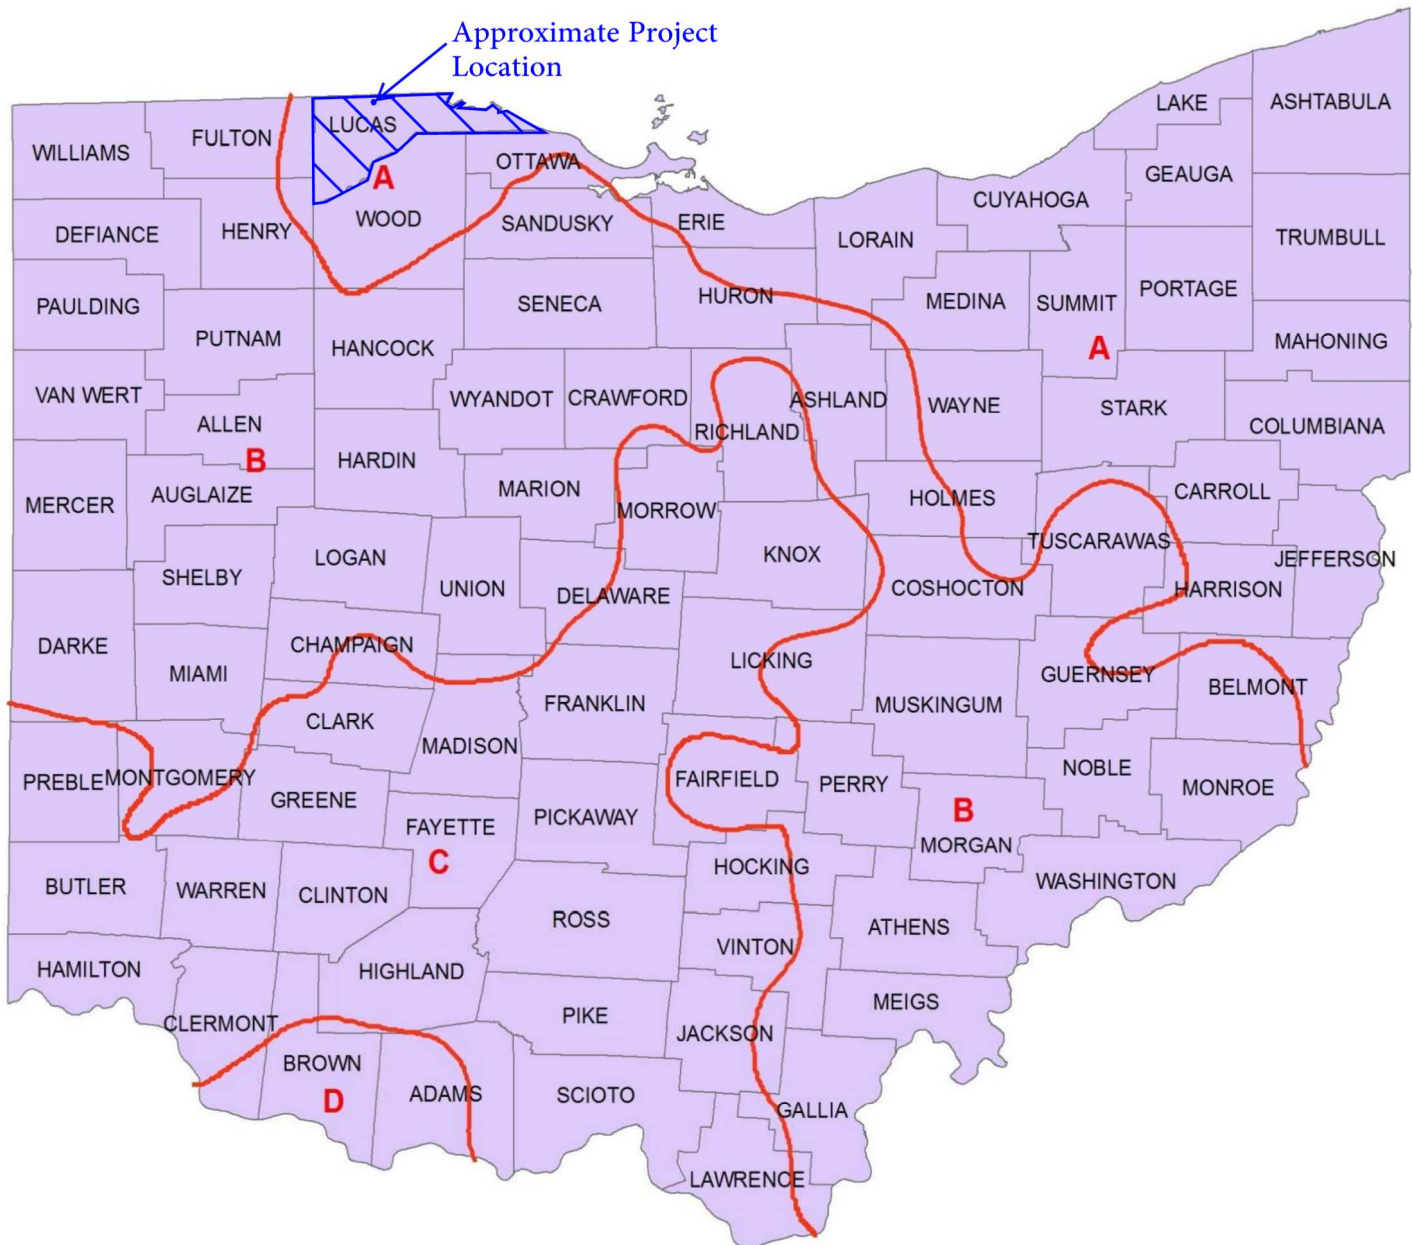 Approximate Project
Location
LAKE
ASHTABULA
LUCAS
FULTON
WILLIAMS
OTTAWA
GEAUGA
A
CUYAHOGA
WOOD
SANDUSKY
ERIE
HENRY
DEFIANCE
LORAIN
TRUMBULL
PORTAGE
HURON
MEDINA
SUMMIT
SENECA
PAULDING
PUTNAM
HANCOCK
A
MAHONING
VAN WERT
WYANDOT
CRAWFORD
ASHLAND
WAYNE
STARK
ALLEN
RICHLAND
COLUMBIANA
B
HARDIN
MARION
CARROLL
AUGLAIZE
HOLMES
MERCER
MORROW
TUSCARAWAS
KNOX
LOGAN
JEFFERSON
SHELBY
UNION
DELAWARE
COSHOCTON
HARRISON
DARKE
CHAMPAIGN
LICKING
MIAMI
GUERNSEY
BELMONT
FRANKLIN
MUSKINGUM
CLARK
MADISON
NOBLE
PREBLE
MONTGOMERY
FAIRFIELD
PERRY
MONROE
GREENE
B
PICKAWAY
FAYETTE
MORGAN
C
HOCKING
WASHINGTON
BUTLER
WARREN
CLINTON
ROSS
ATHENS
VINTON
HAMILTON
HIGHLAND
MEIGS
PIKE
CLERMONT
JACKSON
BROWN
ADAMS
SCIOTO
D
GALLIA
LAWRENCE